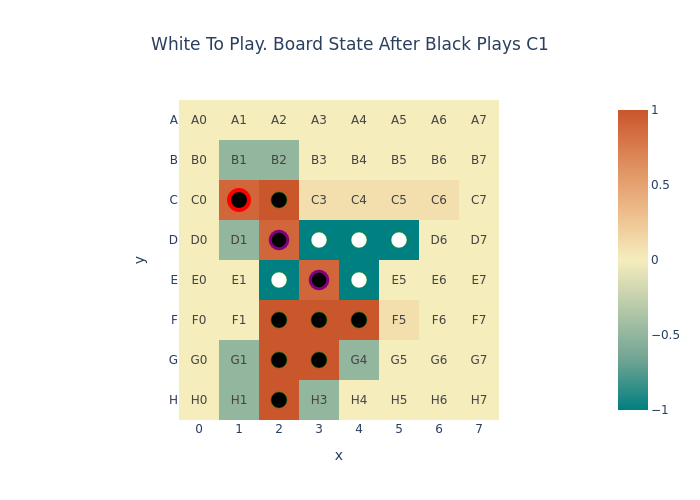 White To Play. Board State After Black Plays C1
A A0 A1 A2 A3 A4 A5 A6 A7
B B0 B1 B2 B3 B4 B5 B6 B7
C C0 C3 C4 C5 C6 C7
D D0 D1 D6 D7
E E0 E1 E5 E6 E7
F F0 F1 F5 F6 F7
G G0 G1 G4 G5 G6 G7
H H0 H1 H3 H4 H5 H6 H7
0 1 2 3 4 5 6 7
x
y
1
0.5
0
−0.5
−1